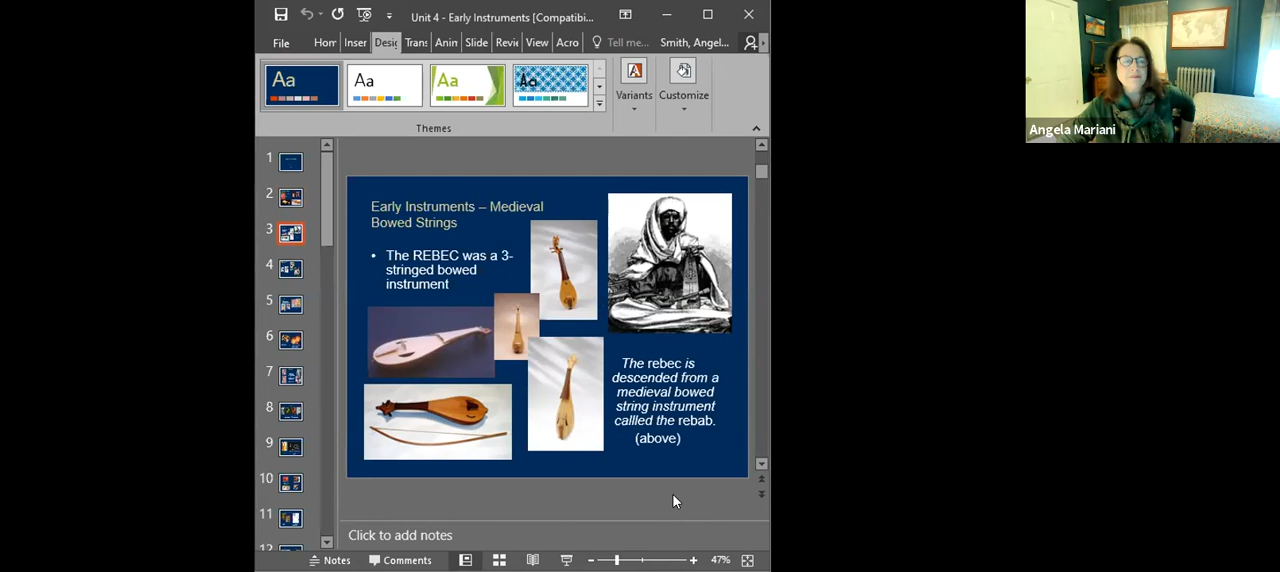 Unit 4 - Early Instruments [Compatibi...
File Hom Inser Desig Trans Anin Slide Revie View Acro Tell me... Smith, Angel...
Aa Aa Aa Aa
Variants Customize
Themes
1
2
3
4
5
6
7
8
9
10
11
12
Early Instruments – Medieval
Bowed Strings
• The REBEC was a 3-
stringed bowed
instrument
The rebec is
descended from a
medieval bowed
string instrument
callled the rebab.
(above)
Click to add notes
Notes Comments 47%
Angela Mariani